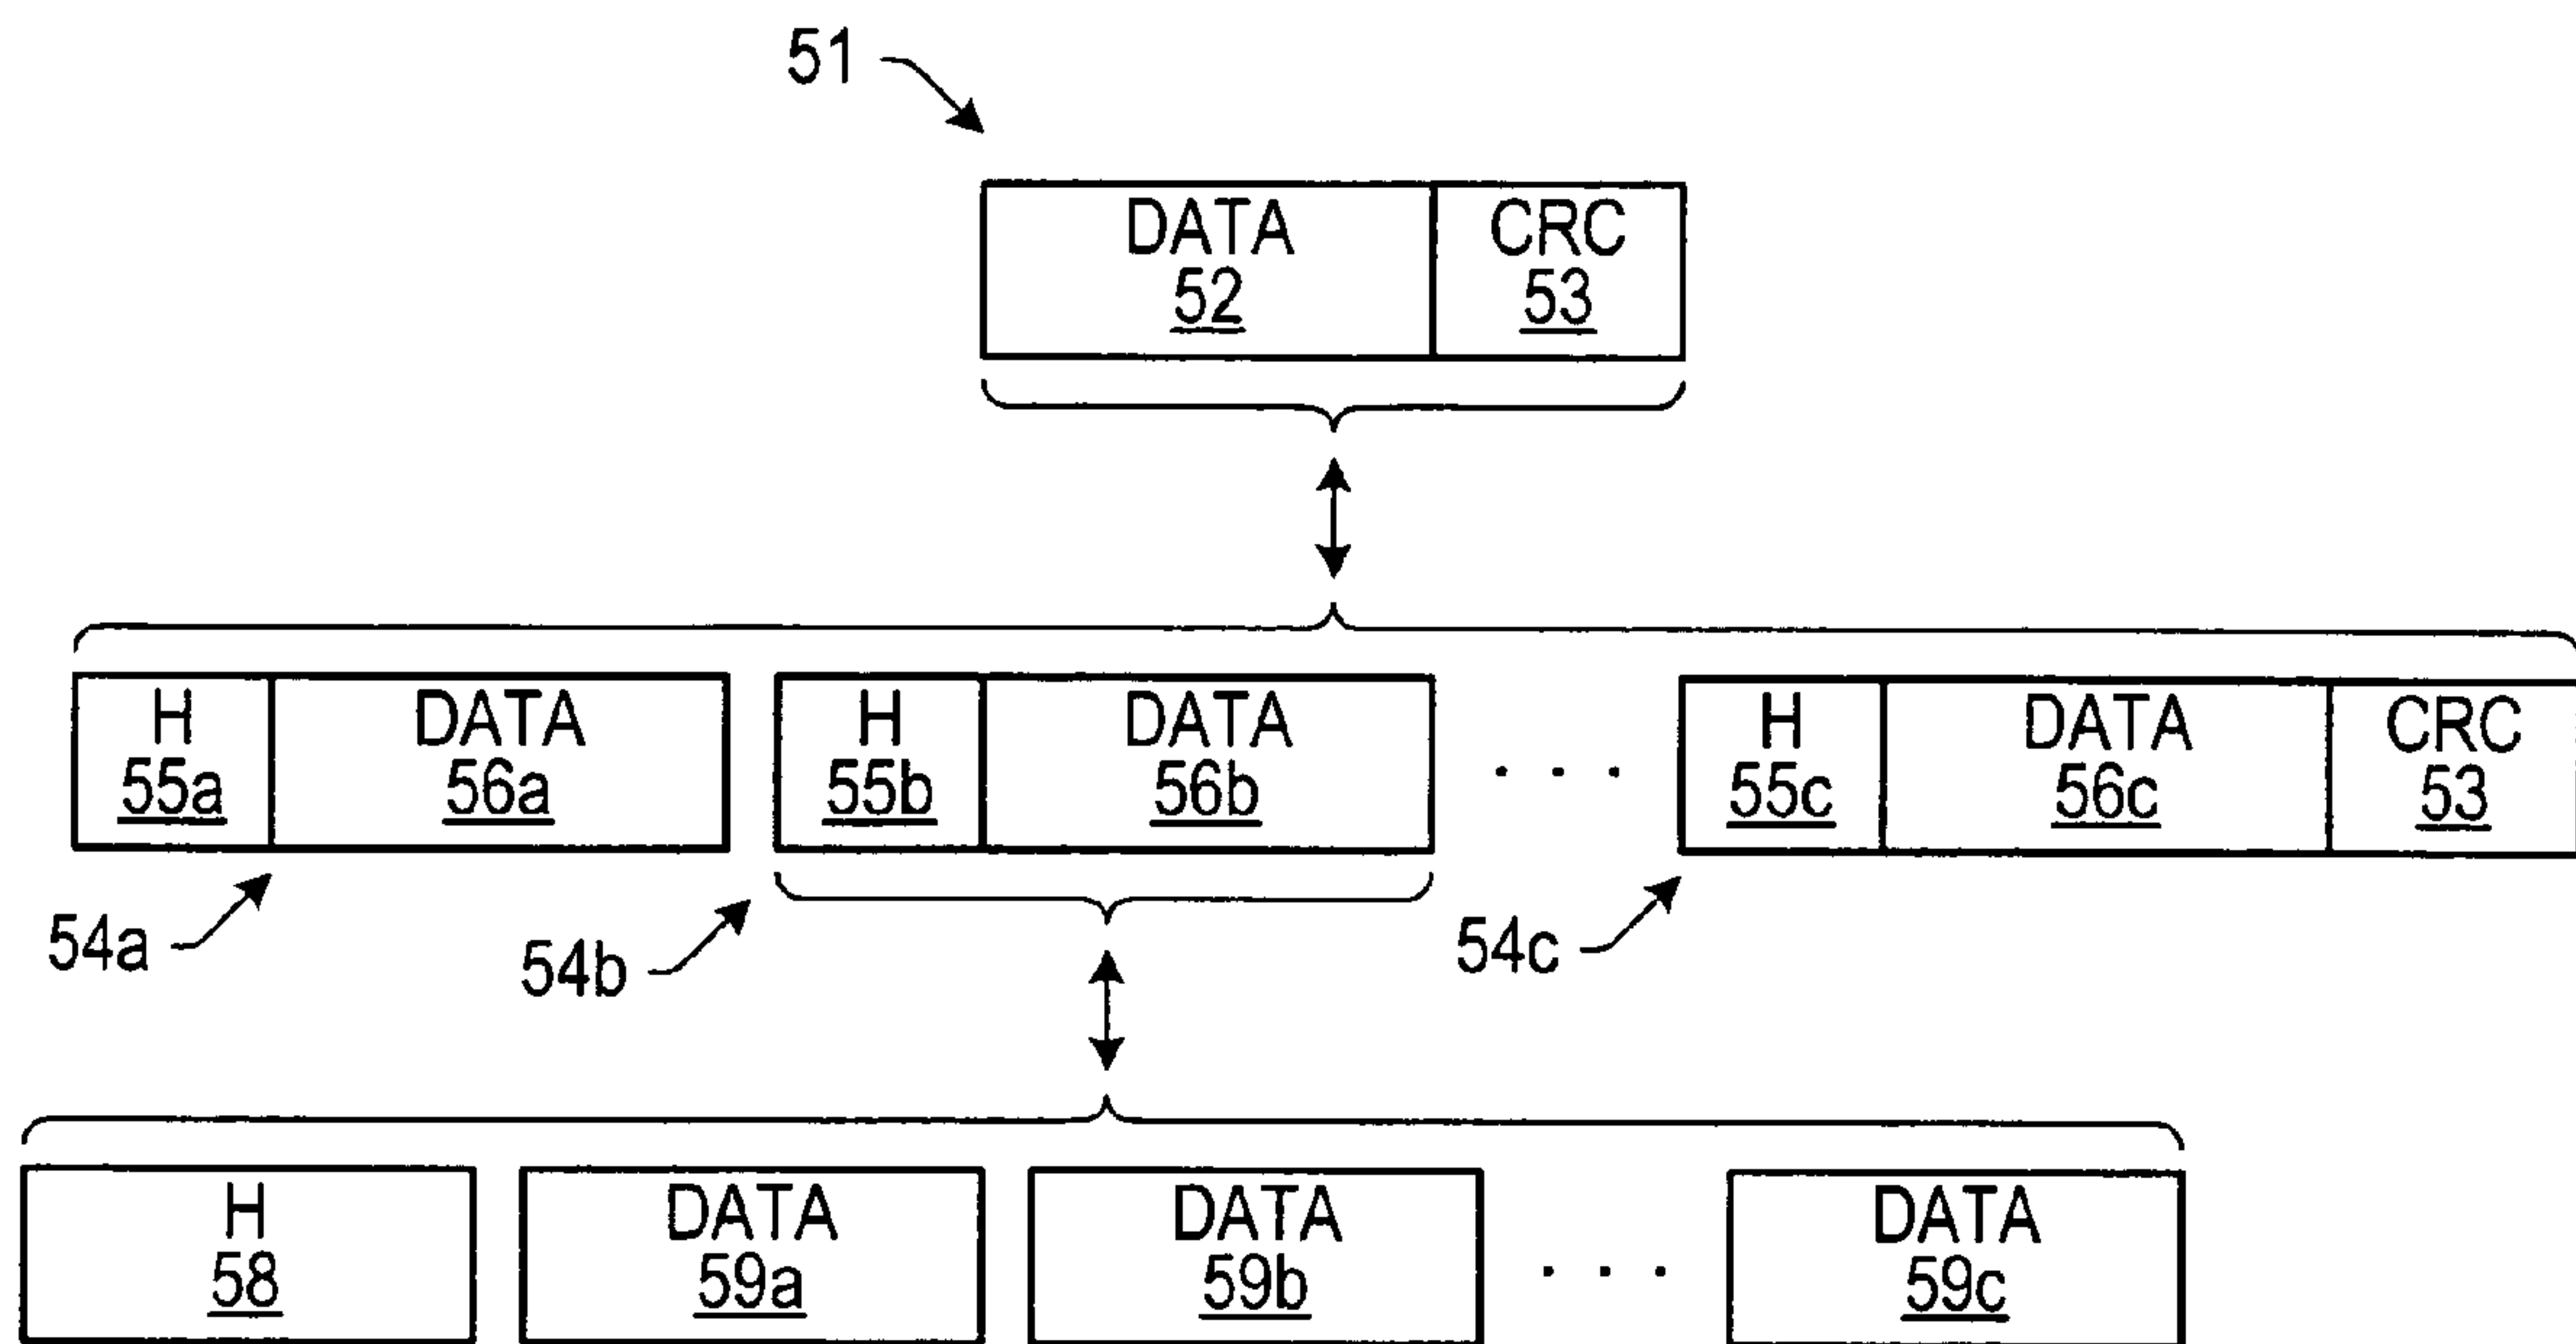 51
DATA CRC
52 53
H DATA H DATA . . . H DATA CRC
55a 56a 55b 56b 55c 56c 53
54a 54b 54c
H DATA DATA . . . DATA
58 59a 59b 59c